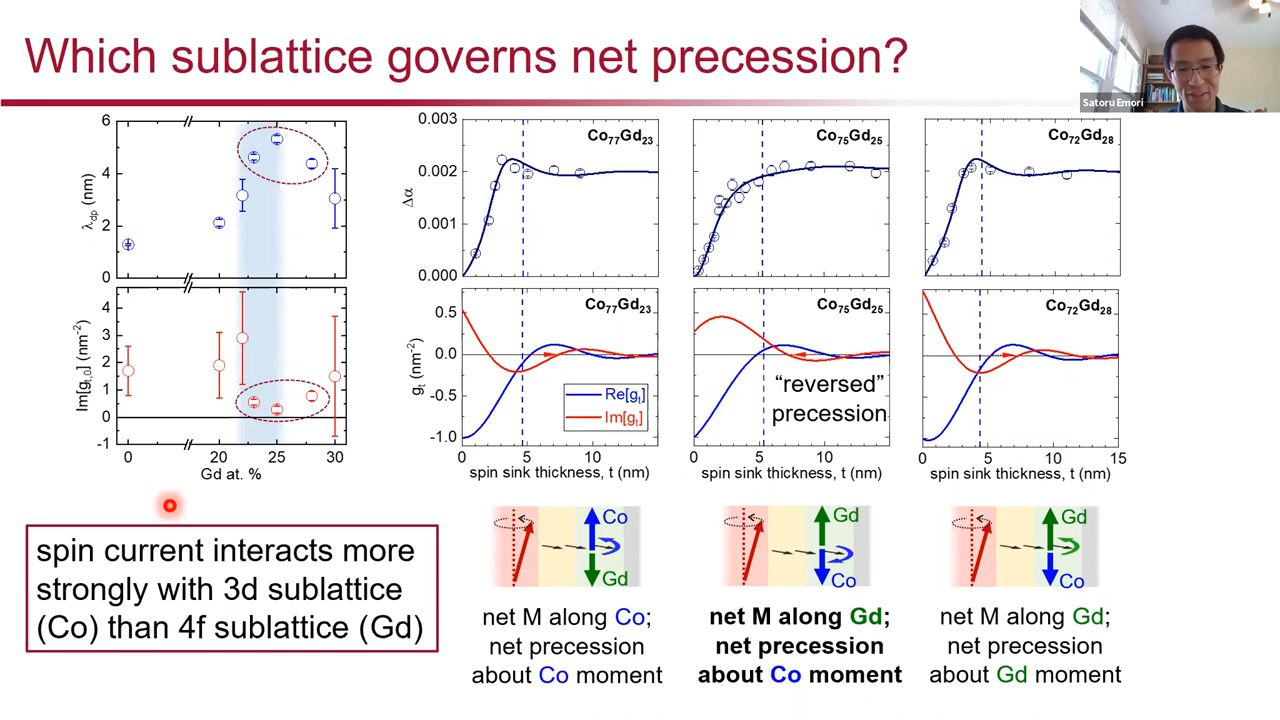 Which sublattice governs net precession?
Satoru Emori
6
4
2
0
λdp (nm)
4
3
2
1
0
-1
Im[gt,0] (nm-2)
0
20
25
30
Gd at. %
0.003
0.002
0.001
0.000
Δα
Co77Gd23
Co75Gd25
Co72Gd28
0.5
0.0
-0.5
-1.0
gt (nm-2)
Co77Gd23
Re[gt]
Im[gt]
Co75Gd25
“reversed”
precession
Co72Gd28
0 5 10
0 5 10
0 5 10 15
spin sink thickness, t (nm)
spin sink thickness, t (nm)
spin sink thickness, t (nm)
spin current interacts more
strongly with 3d sublattice
(Co) than 4f sublattice (Gd)
Co
Gd
net M along Co;
net precession
about Co moment
Gd
Co
net M along Gd;
net precession
about Co moment
Gd
Co
net M along Gd;
net precession
about Gd moment